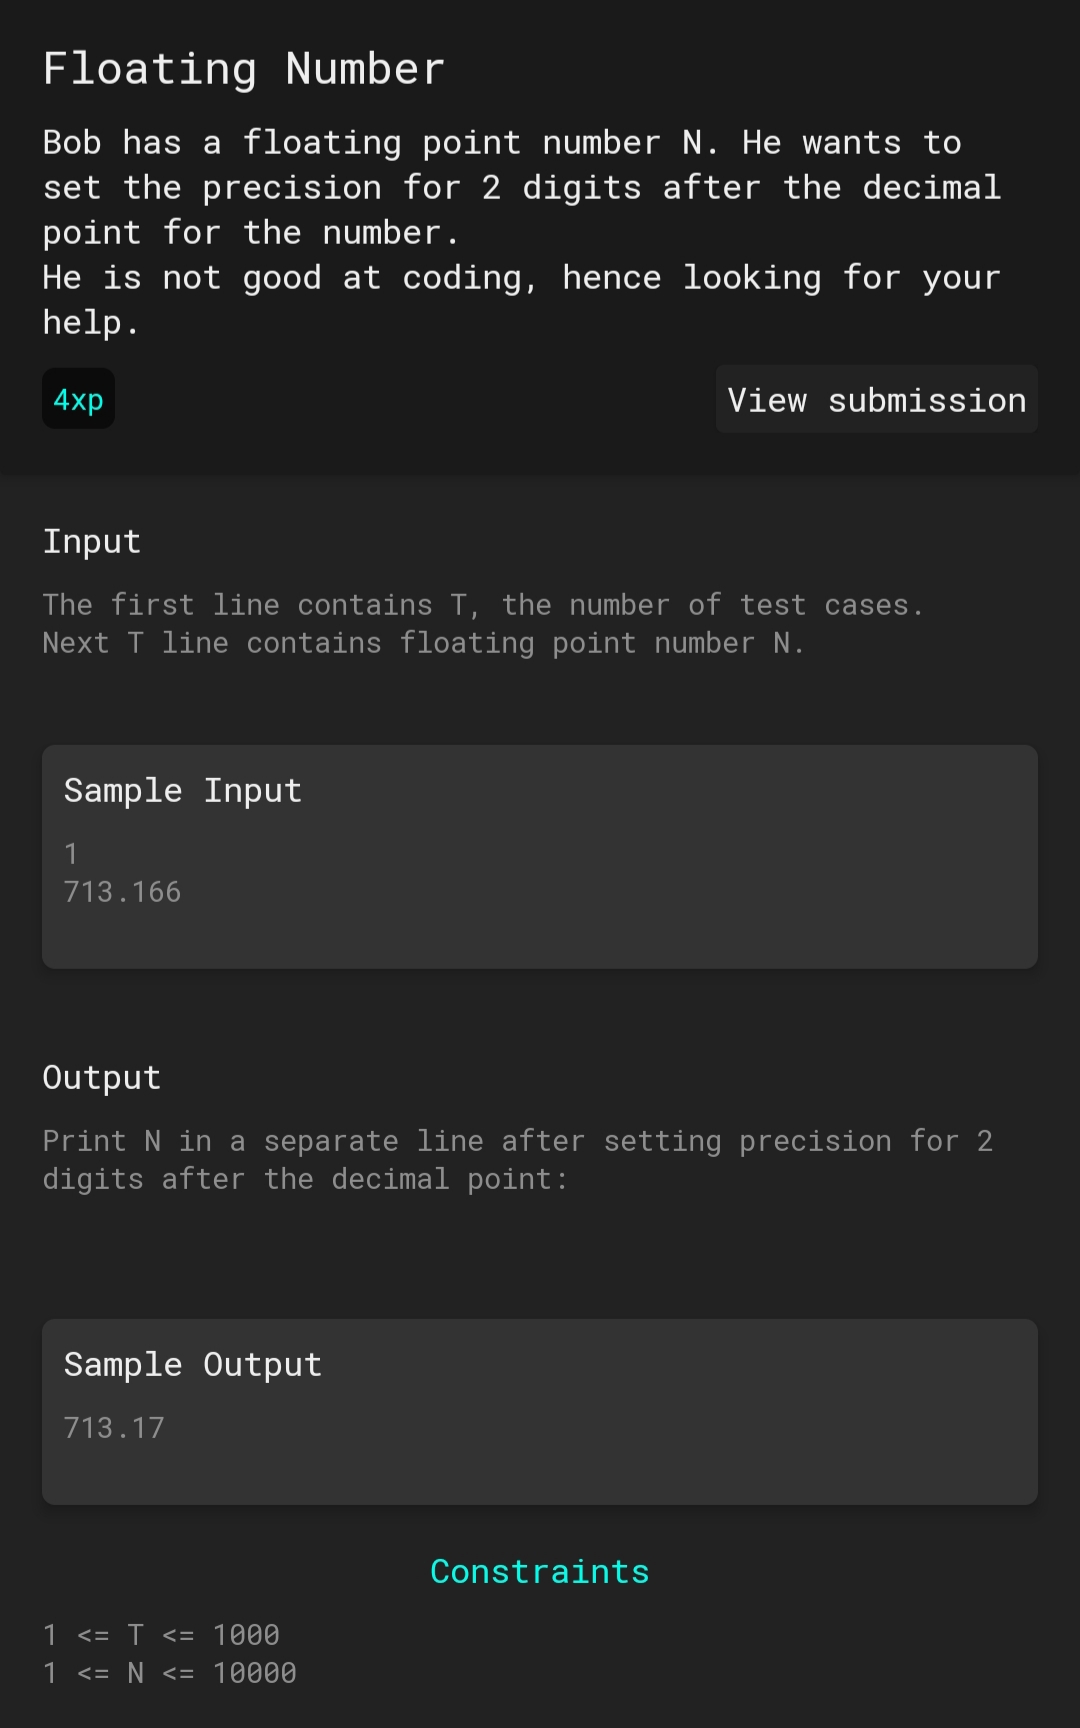 Floating Number
Bob has a floating point number N. He wants to
set the precision for 2 digits after the decimal
point for the number.
He is not good at coding, hence looking for your
help.
4xp
View submission
Input
The first line contains T, the number of test cases.
Next T line contains floating point number N.
Sample Input
1
713.166
Output
Print N in a separate line after setting precision for 2
digits after the decimal point:
Sample Output
713.17
Constraints
1 <= T <= 1000
1 <= N <= 10000